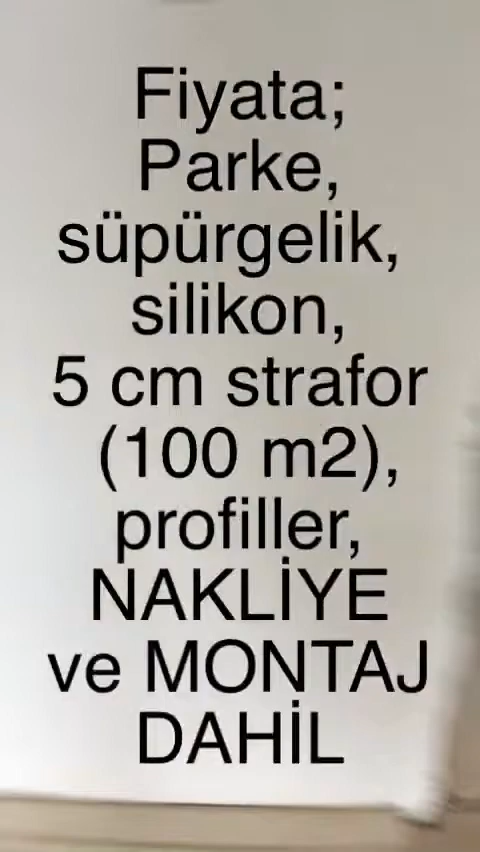 Fiyata;
Parke,
süpürgelik,
silikon,
5 cm strafor
(100 m2),
profiller,
NAKLİYE
ve MONTAJ
DAHİL